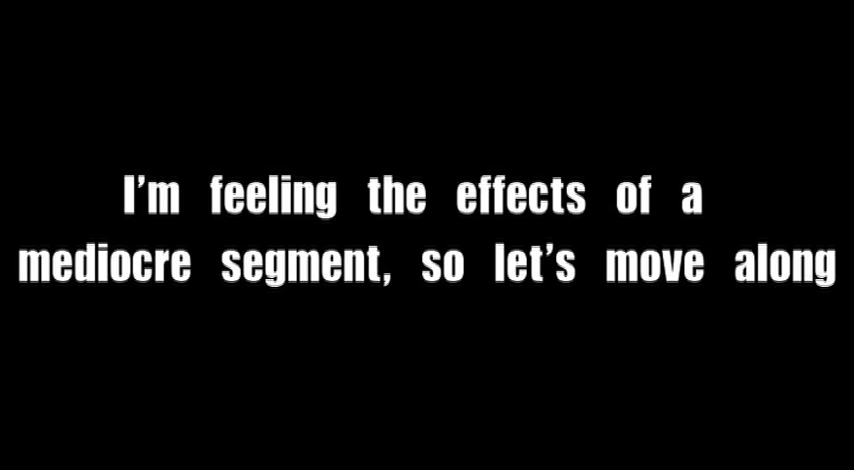 I’m feeling the effects of a
mediocre segment, so let’s move along